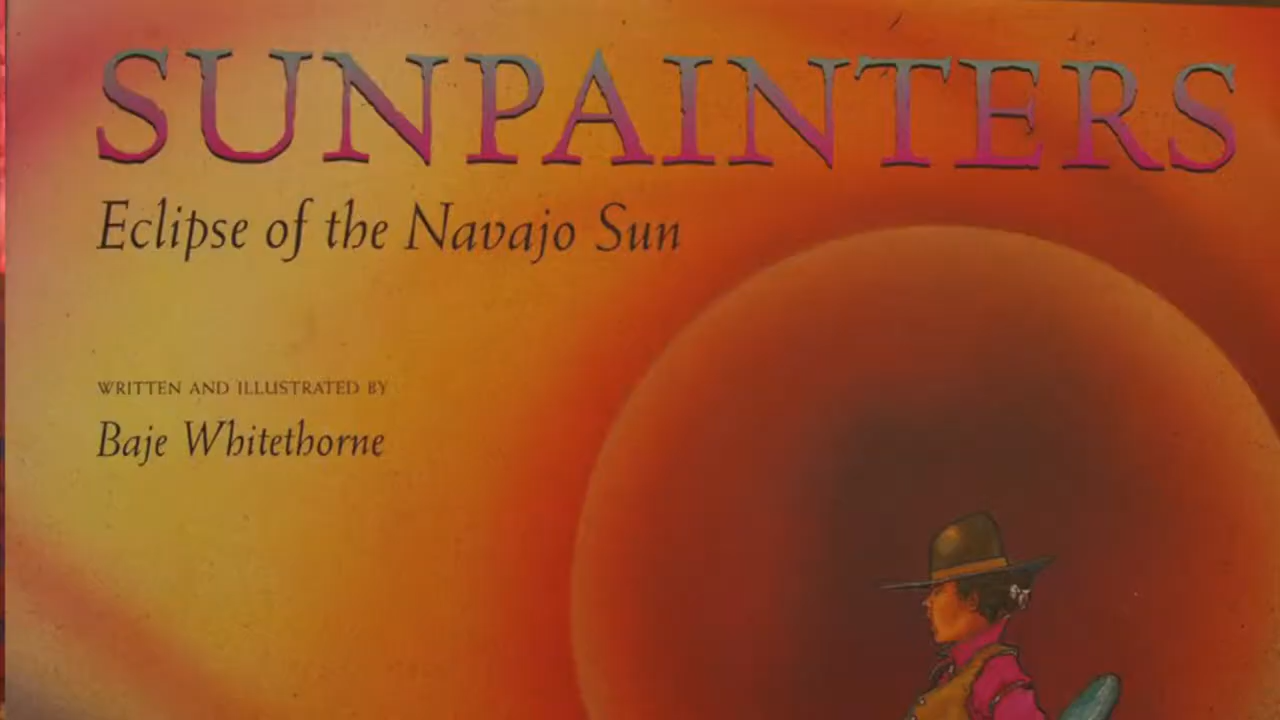 SUNPAINTERS
Eclipse of the Navajo Sun
WRITTEN AND ILLUSTRATED BY
Baje Whitethorne